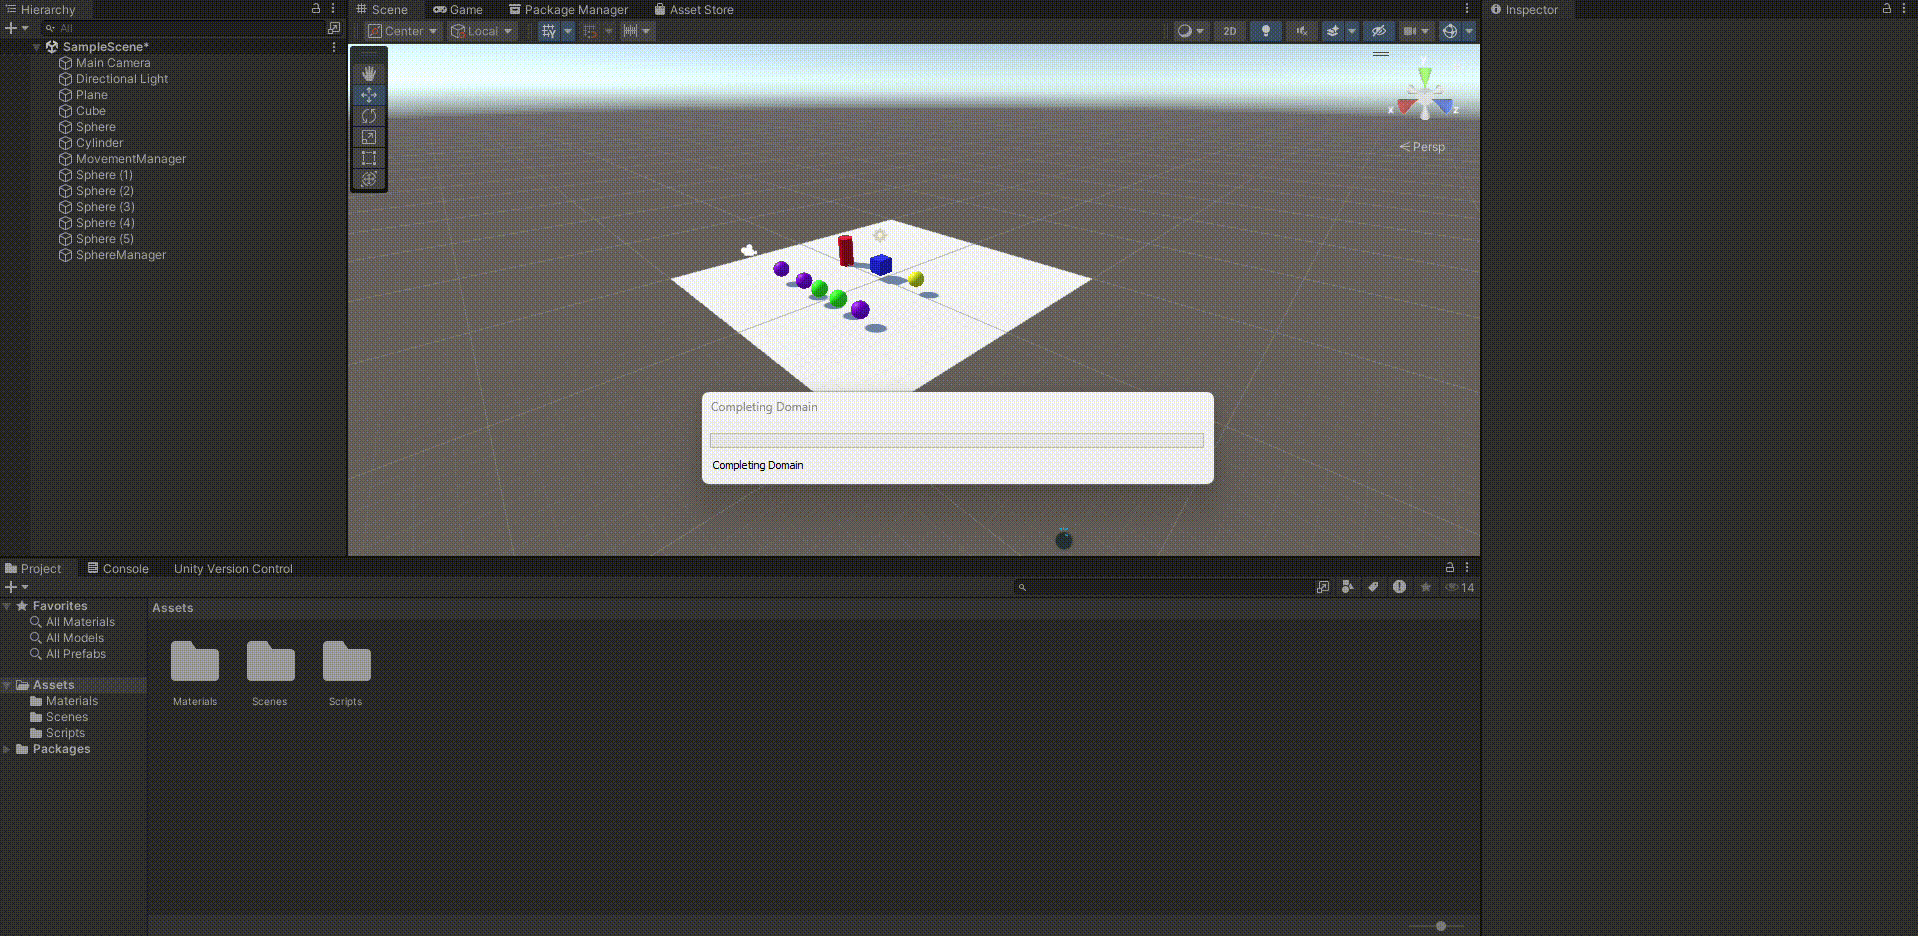 Hierarchy
Scene
Game
Package Manager
Asset Store
Inspector
All
Center
Local
2D
SampleScene*
Main Camera
Directional Light
Plane
Cube
Sphere
Cylinder
MovementManager
Sphere (1)
Sphere (2)
Sphere (3)
Sphere (4)
Sphere (5)
SphereManager
y
x
z
Persp
Completing Domain
Completing Domain
Project
Console
Unity Version Control
14
Favorites
All Materials
All Models
All Prefabs
Assets
Materials
Scenes
Scripts
Packages
Assets
Materials
Scenes
Scripts